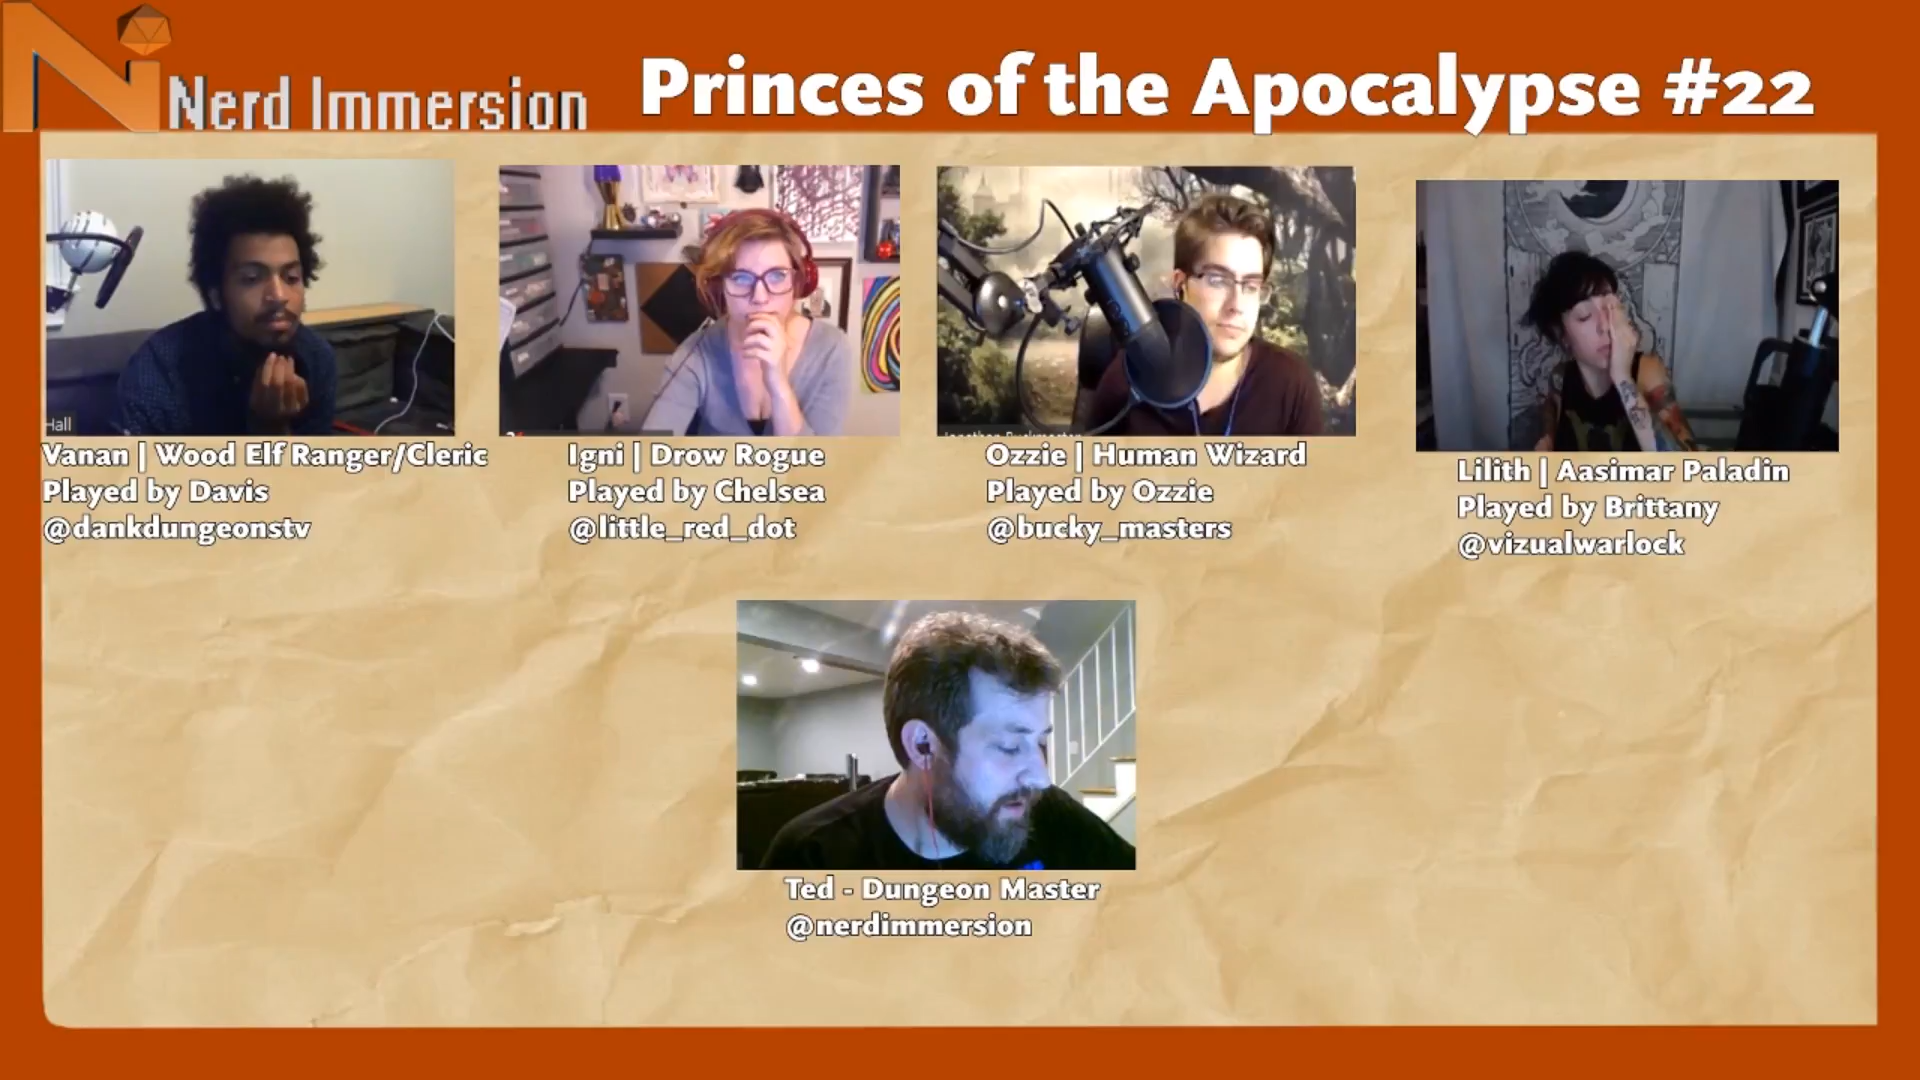 Nerd Immersion
Princes of the Apocalypse #22
Hall
Vanan | Wood Elf Ranger/Cleric
Played by Davis
@dankdungeonstv
Igni | Drow Rogue
Played by Chelsea
@little_red_dot
Ozzie | Human Wizard
Played by Ozzie
@bucky_masters
Lilith | Aasimar Paladin
Played by Brittany
@vizualwarlock
Ted - Dungeon Master
@nerdimmersion